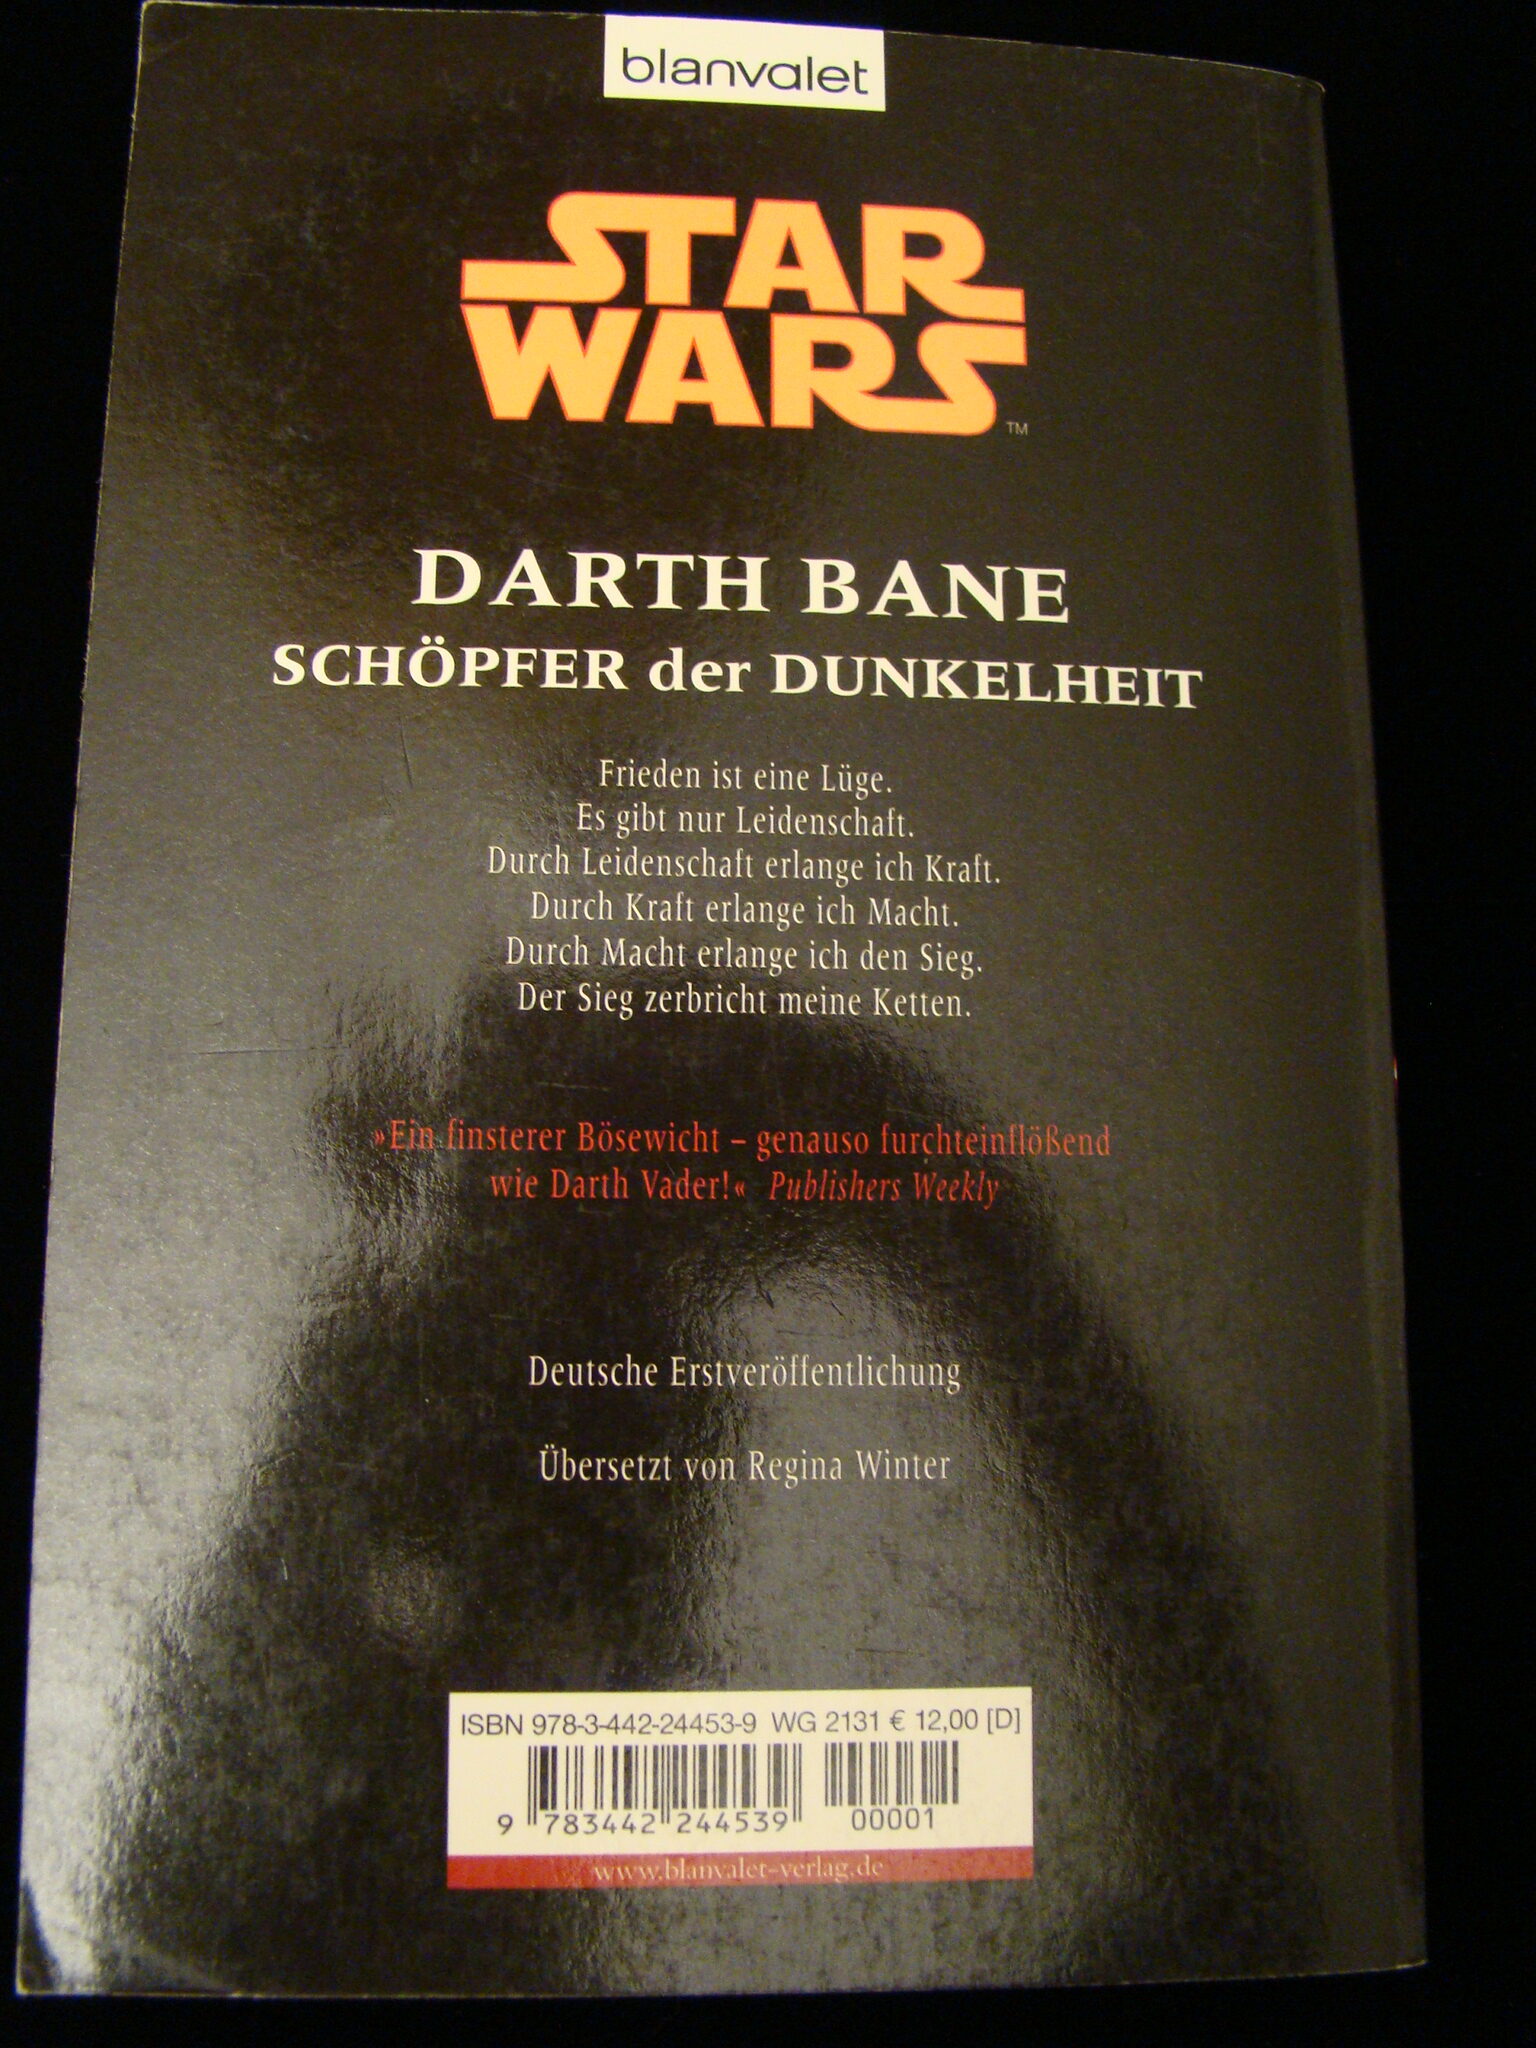 blanvalet
STAR
WARS
™
DARTH BANE
SCHÖPFER der DUNKELHEIT
Frieden ist eine Lüge.
Es gibt nur Leidenschaft.
Durch Leidenschaft erlange ich Kraft.
Durch Kraft erlange ich Macht.
Durch Macht erlange ich den Sieg.
Der Sieg zerbricht meine Ketten.
»Ein finsterer Bösewicht – genauso furchteinflößend
wie Darth Vader!« Publishers Weekly
Deutsche Erstveröffentlichung
Übersetzt von Regina Winter
ISBN 978-3-442-24453-9 WG 2131 € 12,00 [D]
9 783442 244539 00001
www.blanvalet-verlag.de